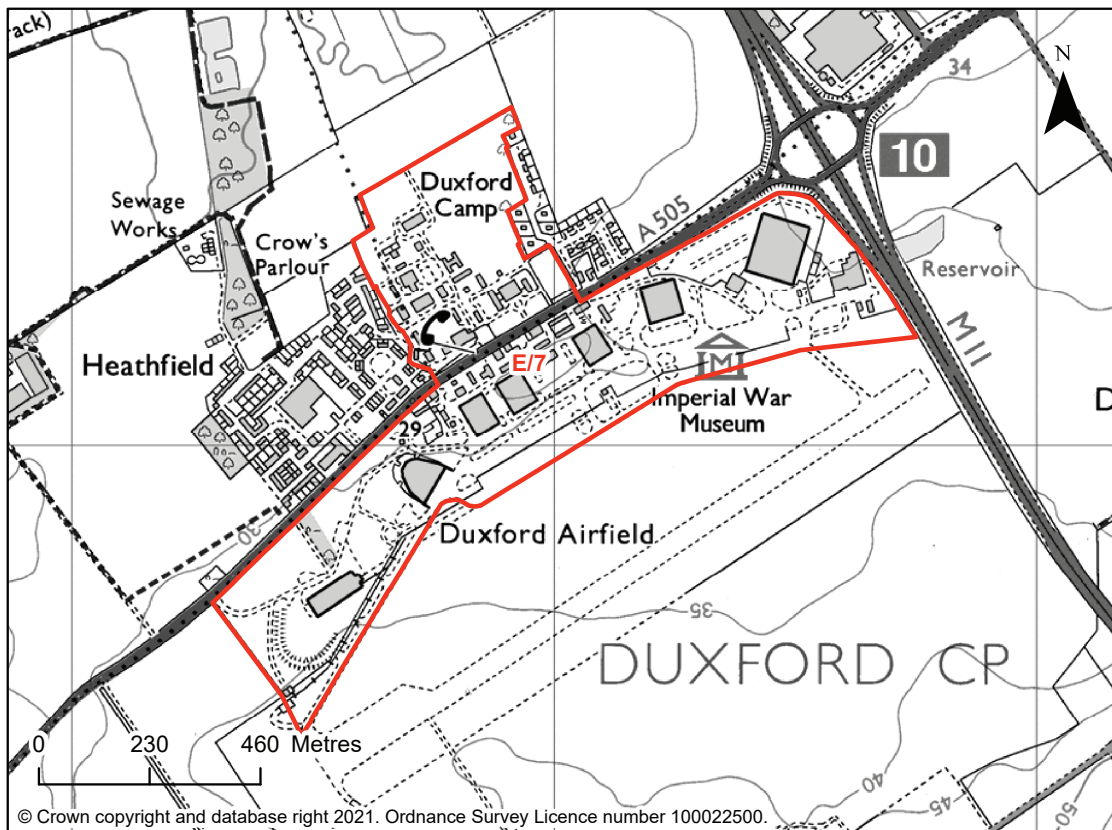 ack)
34
N
10
Duxford
Camp
Sewage
Works
Crow's
Parlour
A 505
Reservoir
M 11
E/7
Heathfield
Imperial War
Museum
M
29
D
30
Duxford Airfield
35
DUXFORD CP
0 230 460 Metres
40
45
50
© Crown copyright and database right 2021. Ordnance Survey Licence number 100022500.